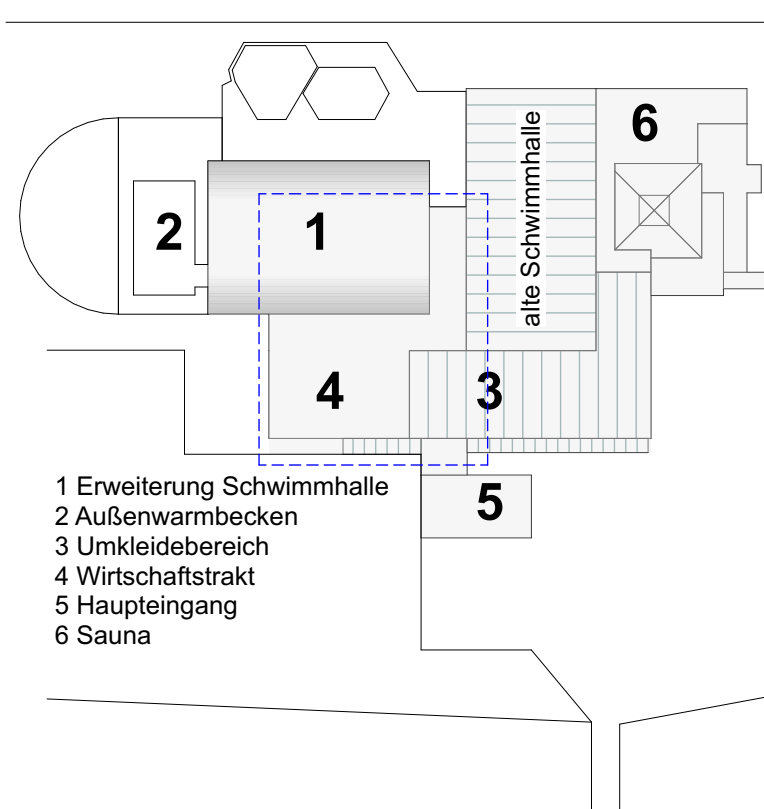 6
alte Schwimmhalle
2
1
4
3
5
1 Erweiterung Schwimmhalle
2 Außenwarmbecken
3 Umkleidebereich
4 Wirtschaftstrakt
5 Haupteingang
6 Sauna